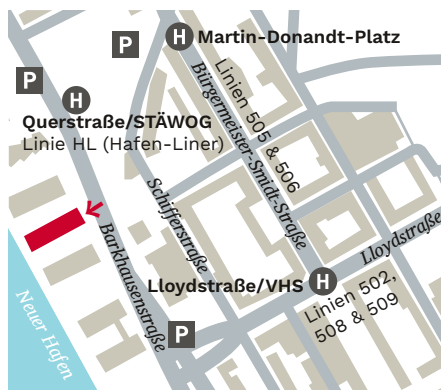 H Martin-Donandt-Platz
P
P
H
Querstraße/STÄWOG
Linie HL (Hafen-Liner)
Linien 505 & 506
Bürgermeister-Smidt-Straße
Schifferstraße
Barkhausenstraße
Lloydstraße
Lloydstraße/VHS H
Linien 502,
508 & 509
Neuer Hafen
P